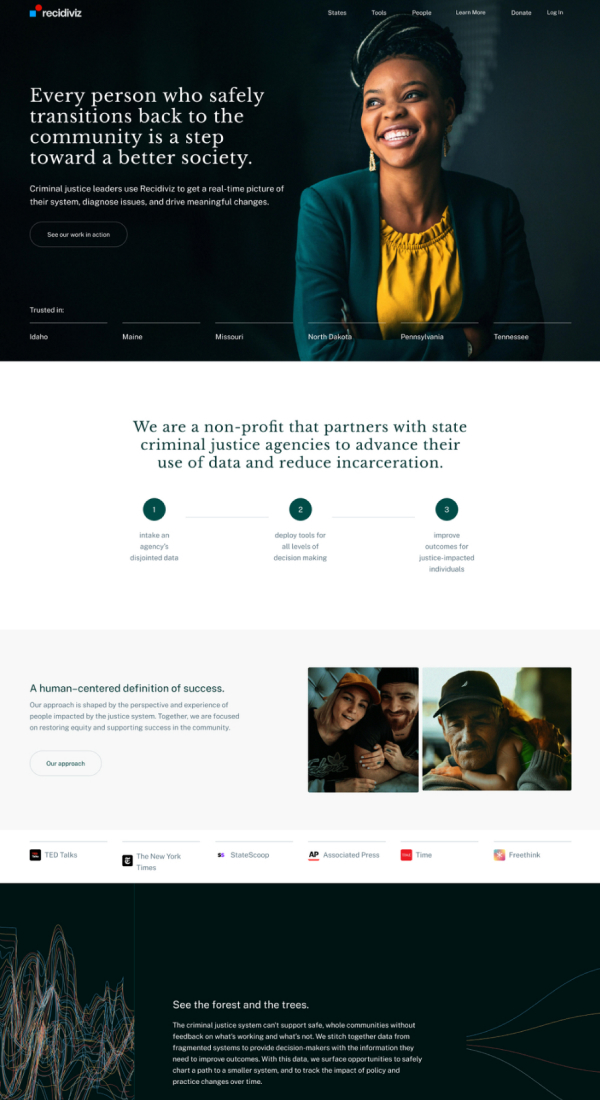 recidiviz
States Tools People Learn More Donate Log In
Every person who safely
transitions back to the
community is a step
toward a better society.
Criminal justice leaders use Recidiviz to get a real-time picture of
their system, diagnose issues, and drive meaningful changes.
See our work in action
Trusted in:
Idaho Maine Missouri North Dakota Pennsylvania Tennessee
We are a non-profit that partners with state
criminal justice agencies to advance their
use of data and reduce incarceration.
1
intake an
agency's
disjointed data
2
deploy tools for
all levels of
decision making
3
improve
outcomes for
justice-impacted
individuals
A human–centered definition of success.
Our approach is shaped by the perspective and experience of
people impacted by the justice system. Together, we are focused
on restoring equity and supporting success in the community.
Our approach
TED Talks
The New York
Times
SS StateScoop
AP Associated Press
Time
Freethink
See the forest and the trees.
The criminal justice system can't support safe, whole communities without
feedback on what's working and what's not. We stitch together data from
fragmented systems to provide decision-makers with the information they
need to improve outcomes. With this data, we surface opportunities to safely
chart a path to a smaller system, and to track the impact of policy and
practice changes over time.